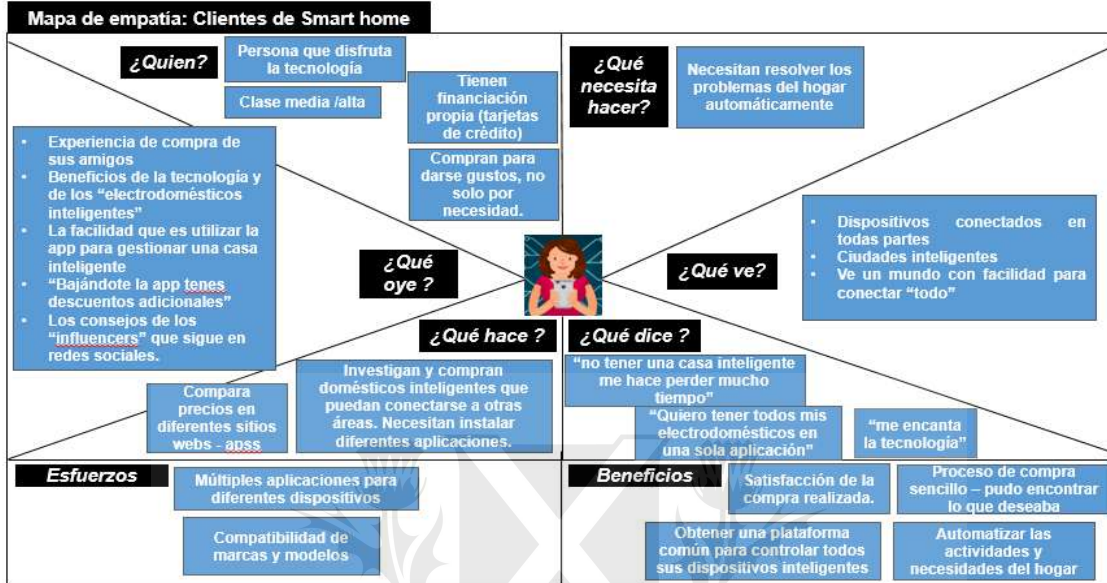 Mapa de empatía: Clientes de Smart home
¿Quien?
Persona que disfruta
la tecnología
Clase media /alta
Tienen
financiación
propia (tarjetas
de crédito)
Compran para
darse gustos, no
solo por
necesidad.
¿Qué
necesita
hacer?
Necesitan resolver los
problemas del hogar
automáticamente
• Experiencia de compra de
sus amigos
• Beneficios de la tecnología y
de los “electrodomésticos
inteligentes”
• La facilidad que es utilizar la
app para gestionar una casa
inteligente
• “Bajándote la app tenes
descuentos adicionales”
• Los consejos de los
“influencers” que sigue en
redes sociales.
¿Qué
oye ?
¿Qué ve?
• Dispositivos conectados en
todas partes
• Ciudades inteligentes
• Ve un mundo con facilidad para
conectar “todo”
¿Qué hace ?
Compara
precios en
diferentes sitios
webs - apss
Investigan y compran
domésticos inteligentes que
puedan conectarse a otras
áreas. Necesitan instalar
diferentes aplicaciones.
¿Qué dice ?
“no tener una casa inteligente
me hace perder mucho
tiempo”
“Quiero tener todos mis
electrodomésticos en
una sola aplicación”
“me encanta
la tecnología”
Esfuerzos
Múltiples aplicaciones para
diferentes dispositivos
Compatibilidad de
marcas y modelos
Beneficios
Satisfacción de la
compra realizada.
Proceso de compra
sencillo – pudo encontrar
lo que deseaba
Obtener una plataforma
común para controlar todos
sus dispositivos inteligentes
Automatizar las
actividades y
necesidades del hogar